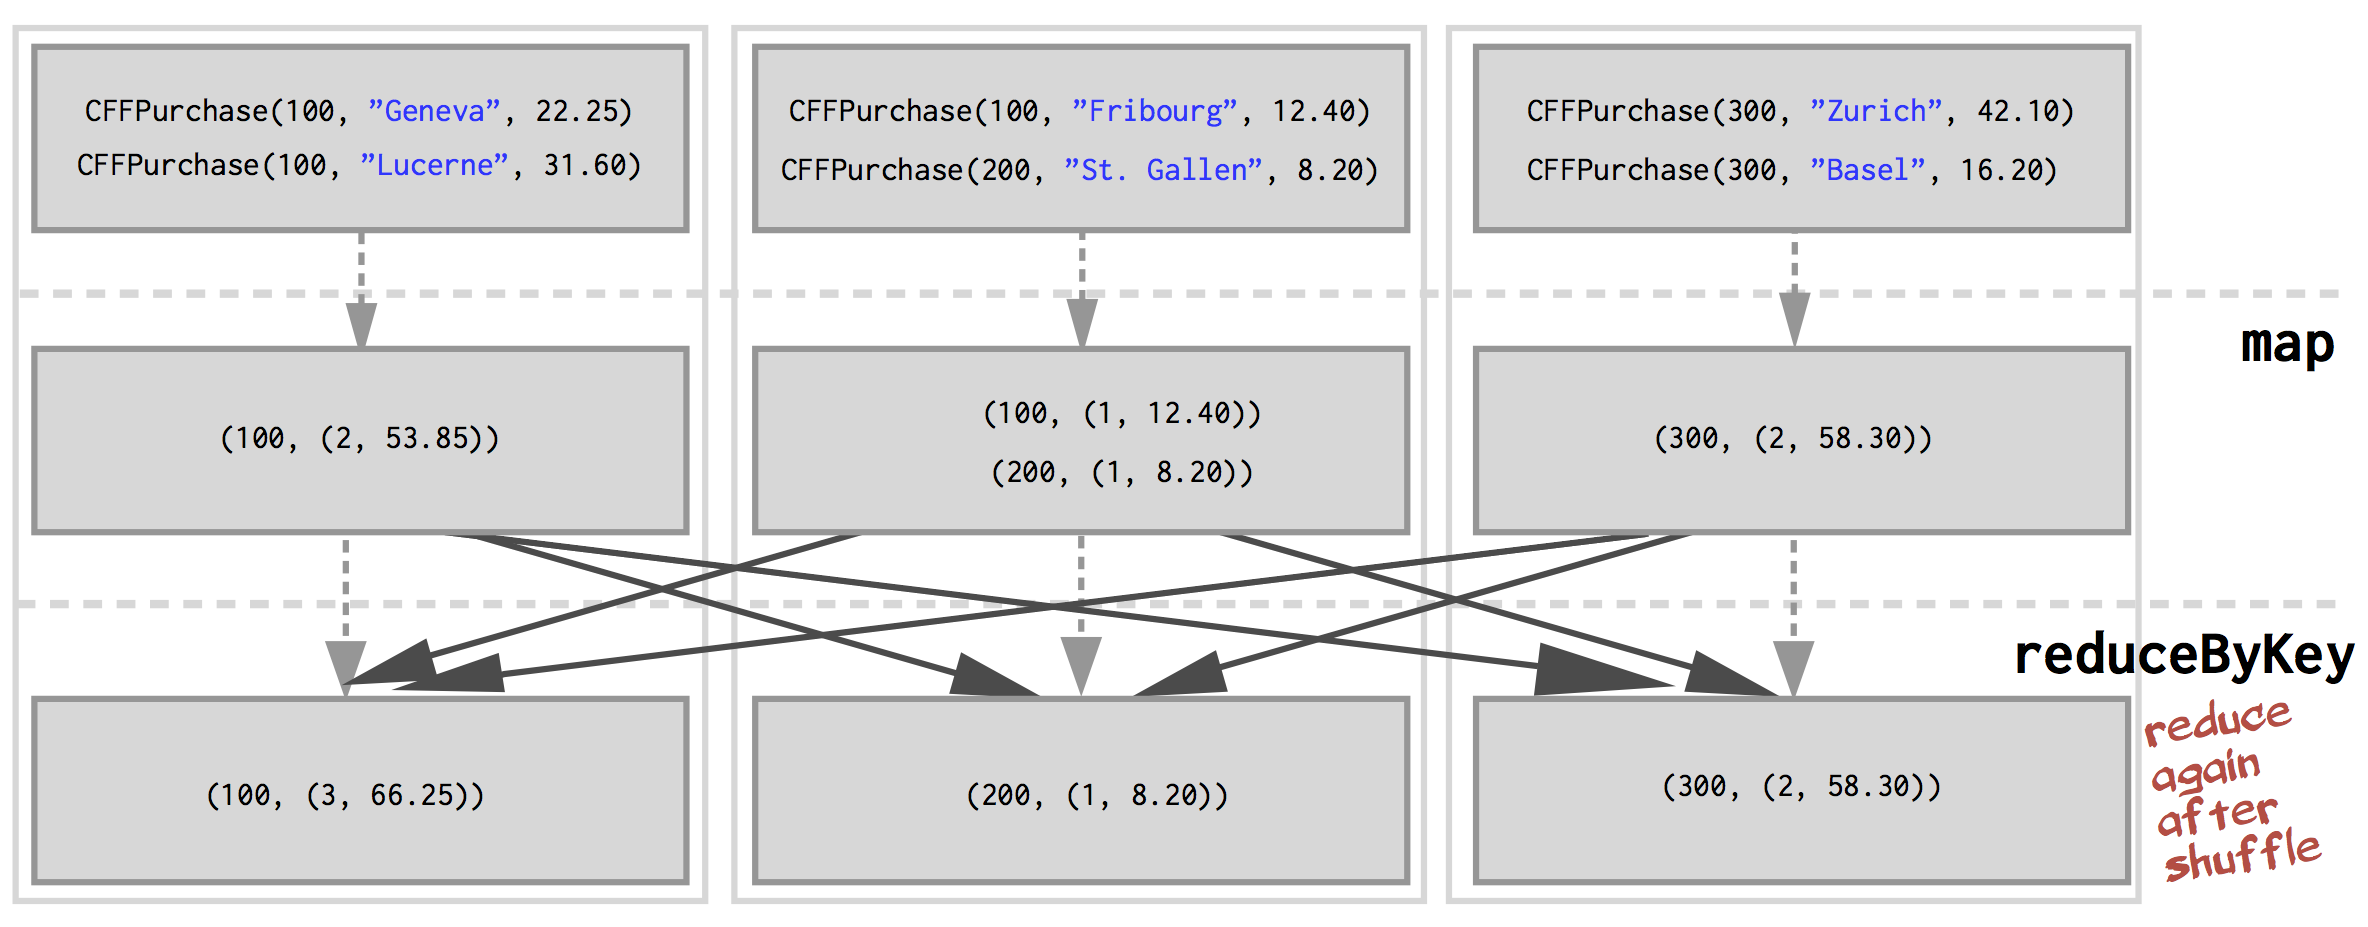 CFFPurchase(100, ”Geneva”, 22.25)
CFFPurchase(100, ”Lucerne”, 31.60)
CFFPurchase(100, ”Fribourg”, 12.40)
CFFPurchase(200, ”St. Gallen”, 8.20)
CFFPurchase(300, ”Zurich”, 42.10)
CFFPurchase(300, ”Basel”, 16.20)
map
(100, (2, 53.85))
(100, (1, 12.40))
(200, (1, 8.20))
(300, (2, 58.30))
reduceByKey
reduce
again
after
shuffle
(100, (3, 66.25))
(200, (1, 8.20))
(300, (2, 58.30))